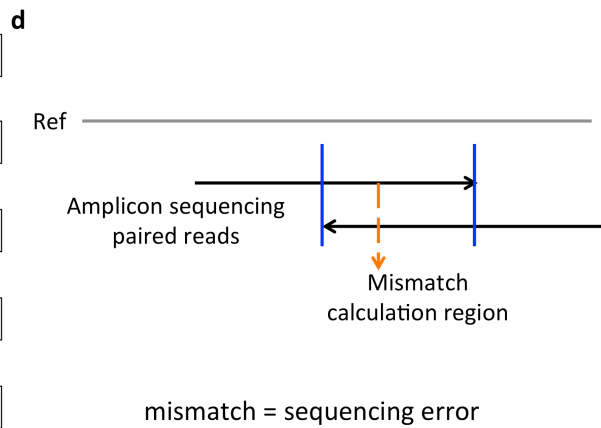 d
Ref
Amplicon sequencing
paired reads
Mismatch
calculation region
mismatch = sequencing error